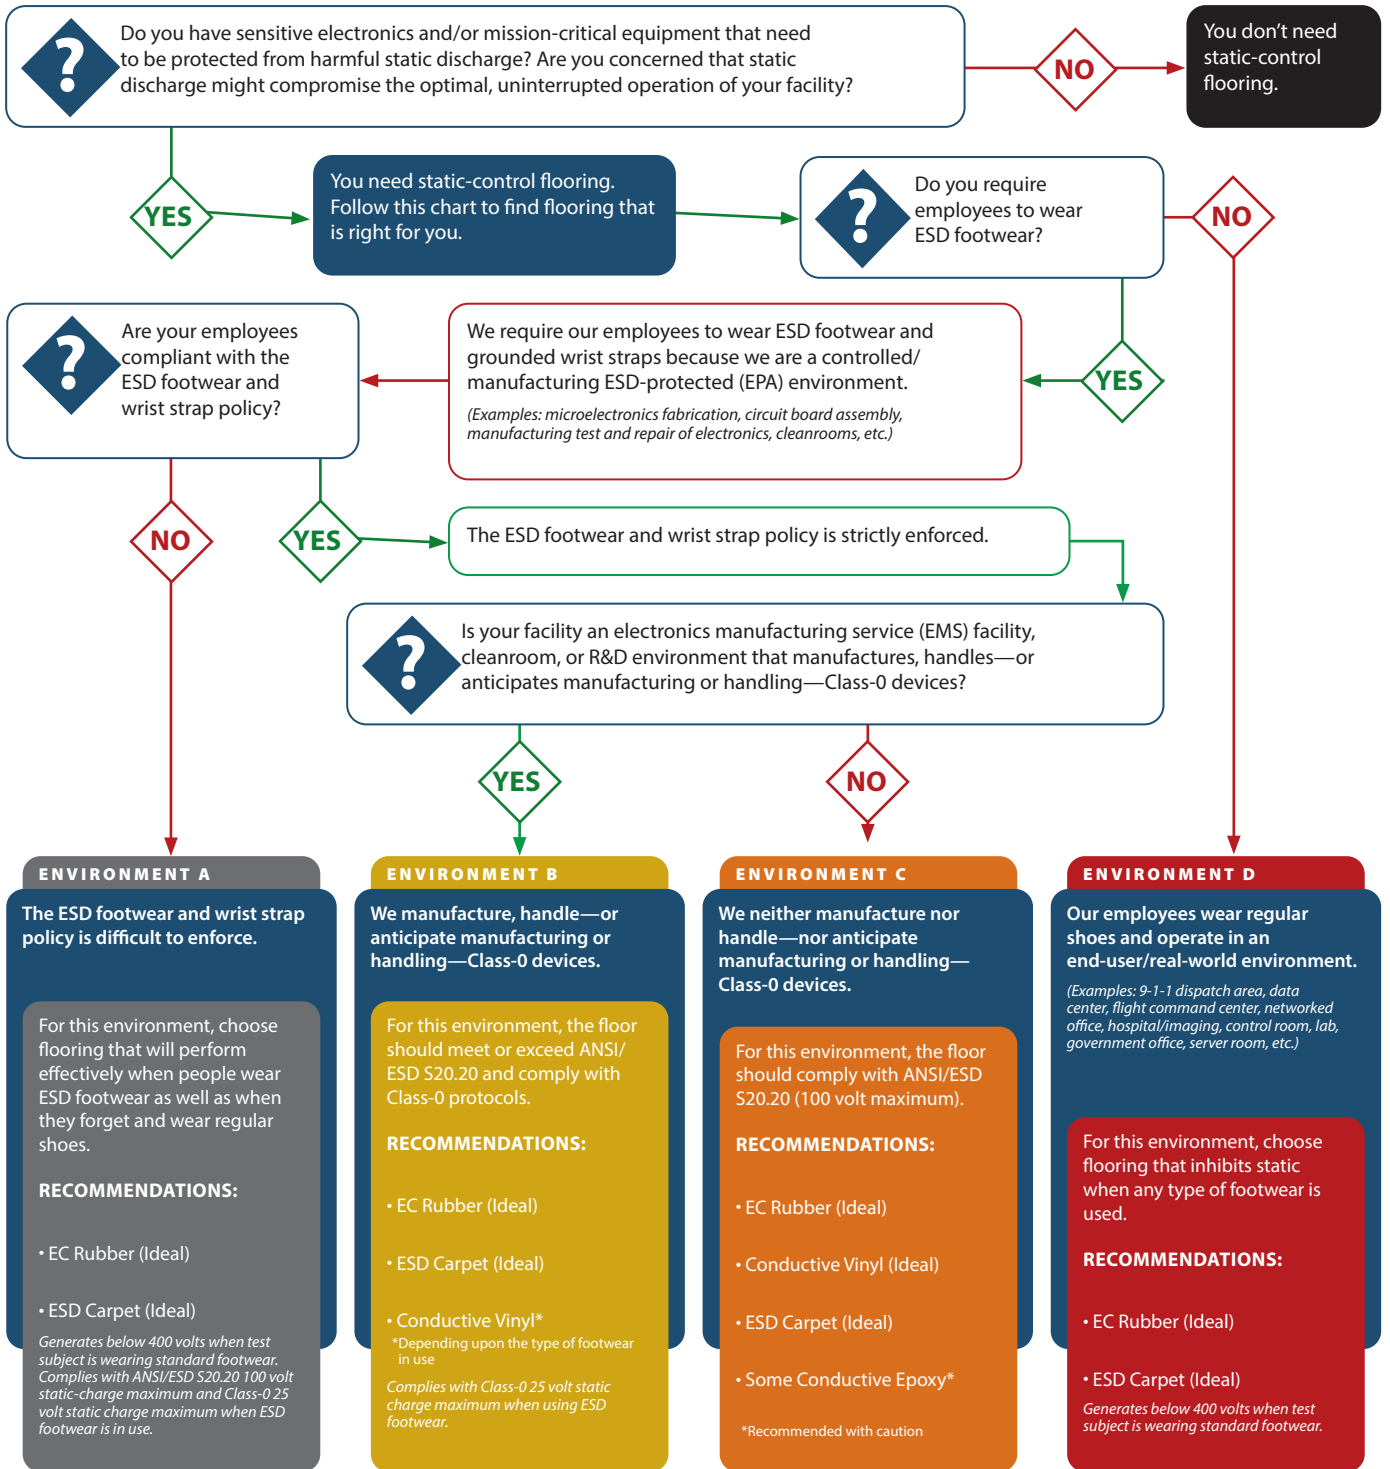 ?
Do you have sensitive electronics and/or mission-critical equipment that need
to be protected from harmful static discharge? Are you concerned that static
discharge might compromise the optimal, uninterrupted operation of your facility?
NO
You don’t need
static-control
flooring.
YES
You need static-control flooring.
Follow this chart to find flooring that
is right for you.
?
Do you require
employees to wear
ESD footwear?
NO
YES
We require our employees to wear ESD footwear and
grounded wrist straps because we are a controlled/
manufacturing ESD-protected (EPA) environment.
(Examples: microelectronics fabrication, circuit board assembly,
manufacturing test and repair of electronics, cleanrooms, etc.)
?
Are your employees
compliant with the
ESD footwear and
wrist strap policy?
NO
YES
The ESD footwear and wrist strap policy is strictly enforced.
?
Is your facility an electronics manufacturing service (EMS) facility,
cleanroom, or R&D environment that manufactures, handles—or
anticipates manufacturing or handling—Class-0 devices?
YES
NO
ENVIRONMENT A
The ESD footwear and wrist strap
policy is difficult to enforce.
For this environment, choose
flooring that will perform
effectively when people wear
ESD footwear as well as when
they forget and wear regular
shoes.
RECOMMENDATIONS:
• EC Rubber (Ideal)
• ESD Carpet (Ideal)
Generates below 400 volts when test
subject is wearing standard footwear.
Complies with ANSI/ESD S20.20 100 volt
static-charge maximum and Class-0 25
volt static charge maximum when ESD
footwear is in use.
ENVIRONMENT B
We manufacture, handle—or
anticipate manufacturing or
handling—Class-0 devices.
For this environment, the floor
should meet or exceed ANSI/
ESD S20.20 and comply with
Class-0 protocols.
RECOMMENDATIONS:
• EC Rubber (Ideal)
• ESD Carpet (Ideal)
• Conductive Vinyl*
*Depending upon the type of footwear
in use
Complies with Class-0 25 volt static
charge maximum when using ESD
footwear.
ENVIRONMENT C
We neither manufacture nor
handle—nor anticipate
manufacturing or handling—
Class-0 devices.
For this environment, the floor
should comply with ANSI/ESD
S20.20 (100 volt maximum).
RECOMMENDATIONS:
• EC Rubber (Ideal)
• Conductive Vinyl (Ideal)
• ESD Carpet (Ideal)
• Some Conductive Epoxy*
*Recommended with caution
ENVIRONMENT D
Our employees wear regular
shoes and operate in an
end-user/real-world environment.
(Examples: 9-1-1 dispatch area, data
center, flight command center, networked
office, hospital/imaging, control room, lab,
government office, server room, etc.)
For this environment, choose
flooring that inhibits static
when any type of footwear is
used.
RECOMMENDATIONS:
• EC Rubber (Ideal)
• ESD Carpet (Ideal)
Generates below 400 volts when test
subject is wearing standard footwear.